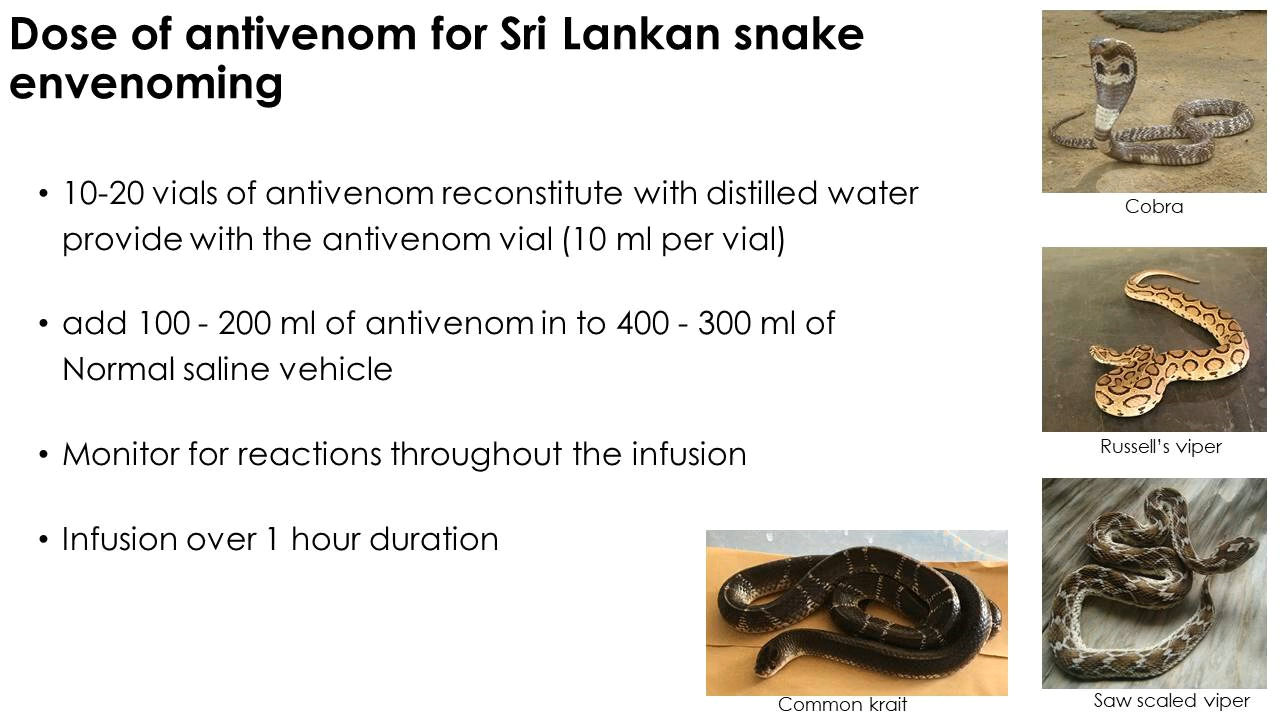 Dose of antivenom for Sri Lankan snake
envenoming
• 10-20 vials of antivenom reconstitute with distilled water
provide with the antivenom vial (10 ml per vial)
• add 100 - 200 ml of antivenom in to 400 - 300 ml of
Normal saline vehicle
• Monitor for reactions throughout the infusion
• Infusion over 1 hour duration
Cobra
Russell’s viper
Saw scaled viper
Common krait